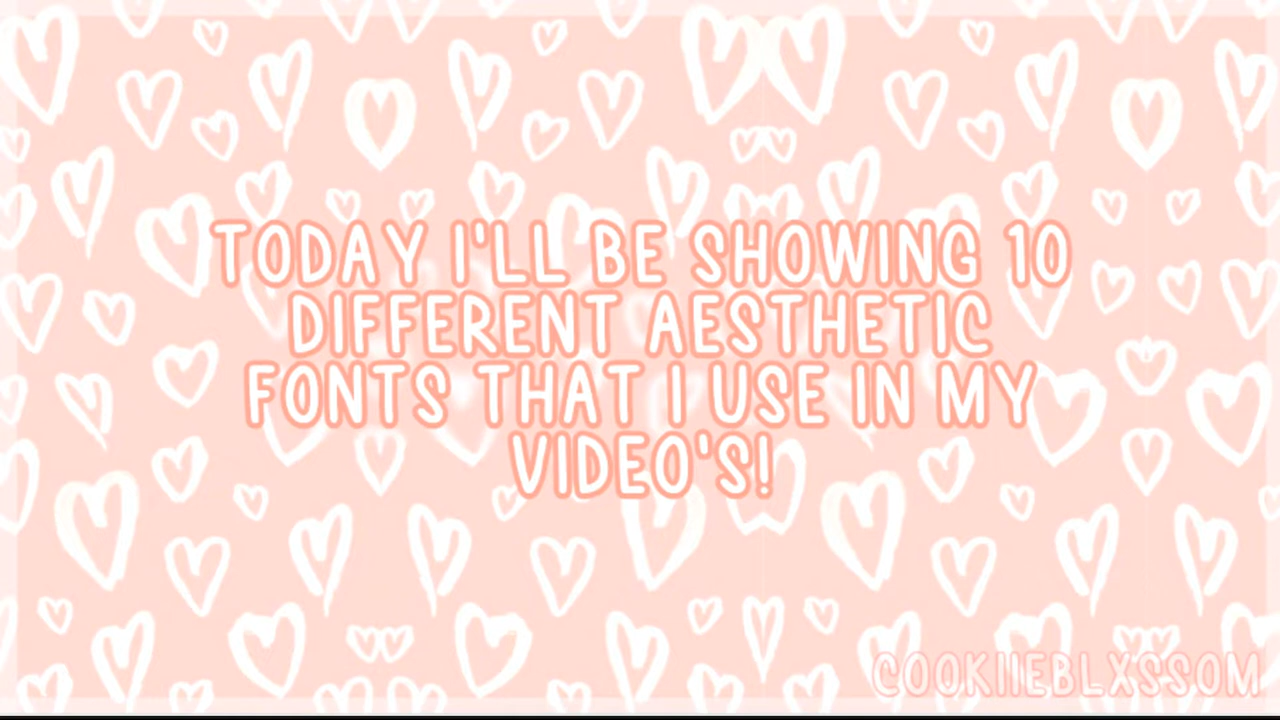 TODAY I'LL BE SHOWING 10
DIFFERENT AESTHETIC
FONTS THAT I USE IN MY
VIDEO'S!
COOKIIEBLXSSOM